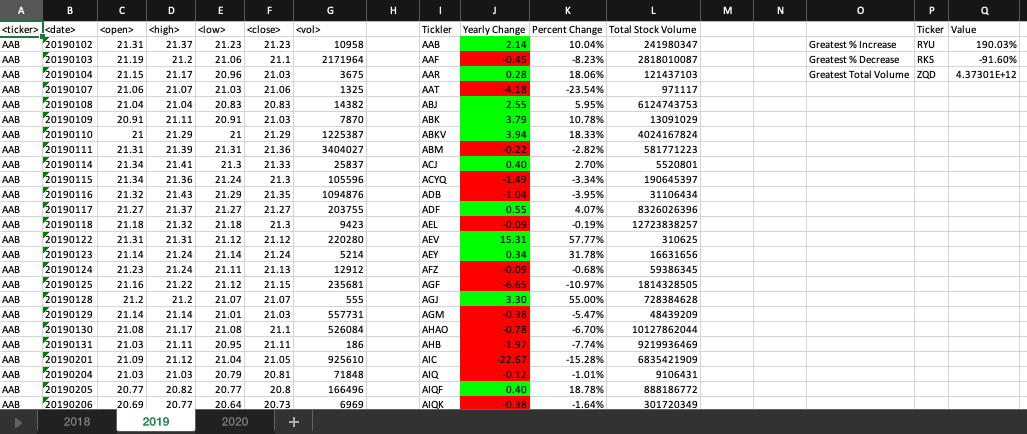 A B C D E F G H I J K L M N O P Q
<ticker> <date> <open> <high> <low> <close> <vol> Tickler Yearly Change Percent Change Total Stock Volume Ticker Value
AAB 20190102 21.31 21.37 21.23 21.23 10958 AAB 2.14 10.04% 241980347 Greatest % Increase RYU 190.03%
AAB 20190103 21.19 21.2 21.06 21.1 2171964 AAF -0.45 -8.23% 2818010087 Greatest % Decrease RKS -91.60%
AAB 20190104 21.15 21.17 20.96 21.03 3675 AAR 0.28 18.06% 121437103 Greatest Total Volume ZQD 4.37301E+12
AAB 20190107 21.06 21.07 21.03 21.06 1325 AAT -4.18 -23.54% 971117
AAB 20190108 21.04 21.04 20.83 20.83 14382 ABJ 2.55 5.95% 6124743753
AAB 20190109 20.91 21.11 20.91 21.03 7870 ABK 3.79 10.78% 13091029
AAB 20190110 21 21.29 21 21.29 1225387 ABKV 3.94 18.33% 4024167824
AAB 20190111 21.31 21.39 21.31 21.36 3404027 ABM -0.22 -2.82% 581771223
AAB 20190114 21.34 21.41 21.3 21.33 25837 ACJ 0.40 2.70% 5520801
AAB 20190115 21.34 21.36 21.24 21.3 105596 ACYQ -1.49 -3.34% 190645397
AAB 20190116 21.32 21.43 21.29 21.35 1094876 ADB -1.04 -3.95% 31106434
AAB 20190117 21.27 21.37 21.27 21.27 203755 ADF 0.55 4.07% 8326026396
AAB 20190118 21.18 21.32 21.18 21.3 9423 AEL -0.09 -0.19% 12723838257
AAB 20190122 21.31 21.31 21.12 21.12 220280 AEV 15.31 57.77% 310625
AAB 20190123 21.14 21.24 21.14 21.24 5214 AEY 0.34 31.78% 16631656
AAB 20190124 21.23 21.24 21.11 21.13 12912 AFZ -0.09 -0.68% 59386345
AAB 20190125 21.16 21.22 21.12 21.15 235681 AGF -6.65 -10.97% 1814328505
AAB 20190128 21.2 21.2 21.07 21.07 555 AGJ 3.30 55.00% 728384628
AAB 20190129 21.14 21.14 21.01 21.03 557731 AGM -0.38 -5.47% 48439209
AAB 20190130 21.08 21.17 21.08 21.1 526084 AHAO -0.78 -6.70% 10127862044
AAB 20190131 21.03 21.11 20.95 21.11 186 AHB -1.97 -7.74% 9219936469
AAB 20190201 21.09 21.12 21.04 21.05 925610 AIC -22.67 -15.28% 6835421909
AAB 20190204 21.03 21.03 20.79 20.81 71848 AIQ -0.12 -1.01% 9106431
AAB 20190205 20.77 20.82 20.77 20.8 166496 AIQF 0.40 18.78% 888186772
AAB 20190206 20.69 20.77 20.64 20.73 6969 AIQK -0.38 -1.64% 301720349
2018 2019 2020 +